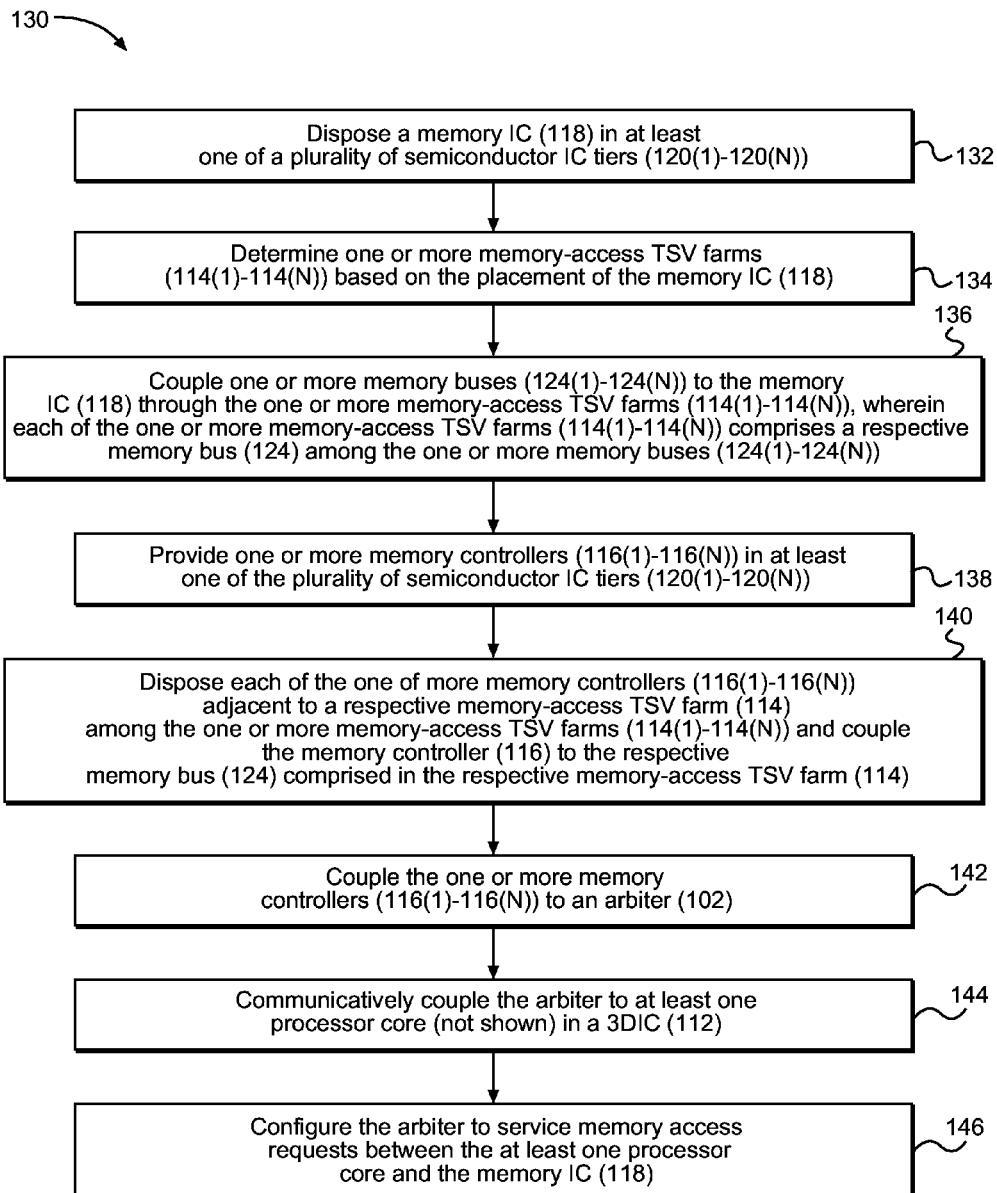 130
Dispose a memory IC (118) in at least
one of a plurality of semiconductor IC tiers (120(1)-120(N))
132
Determine one or more memory-access TSV farms
(114(1)-114(N)) based on the placement of the memory IC (118)
134
136
Couple one or more memory buses (124(1)-124(N)) to the memory
IC (118) through the one or more memory-access TSV farms (114(1)-114(N)), wherein
each of the one or more memory-access TSV farms (114(1)-114(N)) comprises a respective
memory bus (124) among the one or more memory buses (124(1)-124(N))
Provide one or more memory controllers (116(1)-116(N)) in at least
one of the plurality of semiconductor IC tiers (120(1)-120(N))
138
140
Dispose each of the one of more memory controllers (116(1)-116(N))
adjacent to a respective memory-access TSV farm (114)
among the one or more memory-access TSV farms (114(1)-114(N)) and couple
the memory controller (116) to the respective
memory bus (124) comprised in the respective memory-access TSV farm (114)
Couple the one or more memory
controllers (116(1)-116(N)) to an arbiter (102)
142
Communicatively couple the arbiter to at least one
processor core (not shown) in a 3DIC (112)
144
Configure the arbiter to service memory access
requests between the at least one processor
core and the memory IC (118)
146